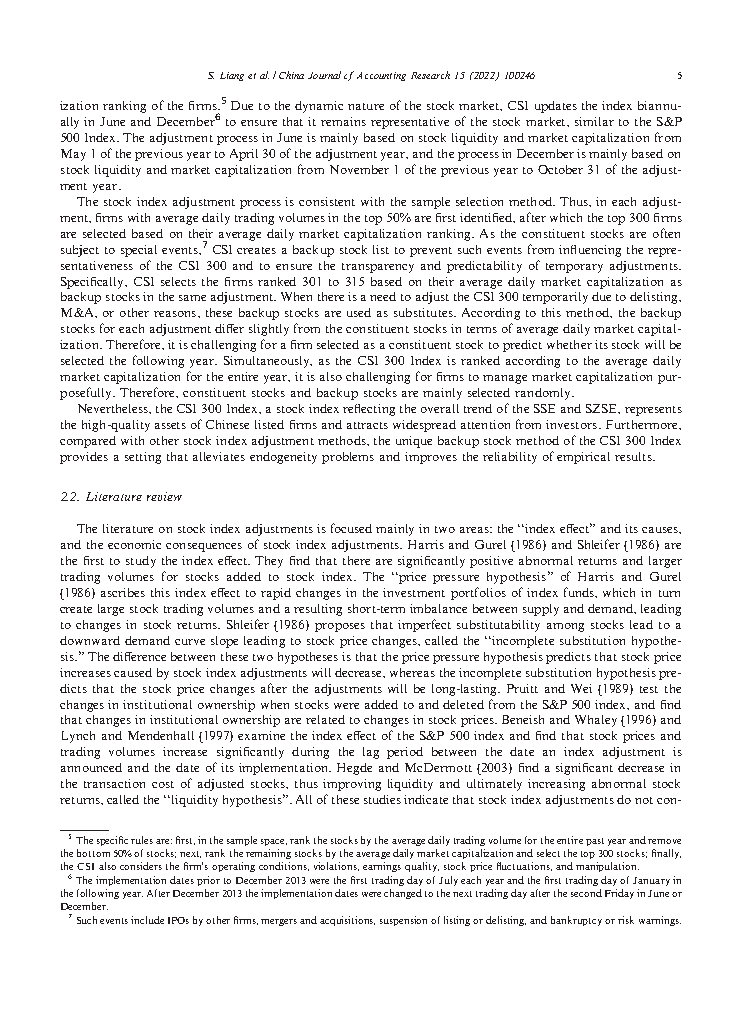 S. Liang et al. / China Journal of Accounting Research 15 (2022) 100246 5
ization ranking of the firms.5 Due to the dynamic nature of the stock market, CSI updates the index biannu-
ally in June and December6 to ensure that it remains representative of the stock market, similar to the S&P
500 Index. The adjustment process in June is mainly based on stock liquidity and market capitalization from
May 1 of the previous year to April 30 of the adjustment year, and the process in December is mainly based on
stock liquidity and market capitalization from November 1 of the previous year to October 31 of the adjust-
ment year.
The stock index adjustment process is consistent with the sample selection method. Thus, in each adjust-
ment, firms with average daily trading volumes in the top 50% are first identified, after which the top 300 firms
are selected based on their average daily market capitalization ranking. As the constituent stocks are often
subject to special events,7 CSI creates a backup stock list to prevent such events from influencing the repre-
sentativeness of the CSI 300 and to ensure the transparency and predictability of temporary adjustments.
Specifically, CSI selects the firms ranked 301 to 315 based on their average daily market capitalization as
backup stocks in the same adjustment. When there is a need to adjust the CSI 300 temporarily due to delisting,
M&A, or other reasons, these backup stocks are used as substitutes. According to this method, the backup
stocks for each adjustment differ slightly from the constituent stocks in terms of average daily market capital-
ization. Therefore, it is challenging for a firm selected as a constituent stock to predict whether its stock will be
selected the following year. Simultaneously, as the CSI 300 Index is ranked according to the average daily
market capitalization for the entire year, it is also challenging for firms to manage market capitalization pur-
posefully. Therefore, constituent stocks and backup stocks are mainly selected randomly.
Nevertheless, the CSI 300 Index, a stock index reflecting the overall trend of the SSE and SZSE, represents
the high-quality assets of Chinese listed firms and attracts widespread attention from investors. Furthermore,
compared with other stock index adjustment methods, the unique backup stock method of the CSI 300 Index
provides a setting that alleviates endogeneity problems and improves the reliability of empirical results.
2.2. Literature review
The literature on stock index adjustments is focused mainly in two areas: the “index effect” and its causes,
and the economic consequences of stock index adjustments. Harris and Gurel (1986) and Shleifer (1986) are
the first to study the index effect. They find that there are significantly positive abnormal returns and larger
trading volumes for stocks added to stock index. The “price pressure hypothesis” of Harris and Gurel
(1986) ascribes this index effect to rapid changes in the investment portfolios of index funds, which in turn
create large stock trading volumes and a resulting short-term imbalance between supply and demand, leading
to changes in stock returns. Shleifer (1986) proposes that imperfect substitutability among stocks lead to a
downward demand curve slope leading to stock price changes, called the “incomplete substitution hypothe-
sis.” The difference between these two hypotheses is that the price pressure hypothesis predicts that stock price
increases caused by stock index adjustments will decrease, whereas the incomplete substitution hypothesis pre-
dicts that the stock price changes after the adjustments will be long-lasting. Pruitt and Wei (1989) test the
changes in institutional ownership when stocks were added to and deleted from the S&P 500 index, and find
that changes in institutional ownership are related to changes in stock prices. Beneish and Whaley (1996) and
Lynch and Mendenhall (1997) examine the index effect of the S&P 500 index and find that stock prices and
trading volumes increase significantly during the lag period between the date an index adjustment is
announced and the date of its implementation. Hegde and McDermott (2003) find a significant decrease in
the transaction cost of adjusted stocks, thus improving liquidity and ultimately increasing abnormal stock
returns, called the “liquidity hypothesis”. All of these studies indicate that stock index adjustments do not con-
5 The specific rules are: first, in the sample space, rank the stocks by the average daily trading volume for the entire past year and remove
the bottom 50% of stocks; next, rank the remaining stocks by the average daily market capitalization and select the top 300 stocks; finally,
the CSI also considers the firm's operating conditions, violations, earnings quality, stock price fluctuations, and manipulation.
6 The implementation dates prior to December 2013 were the first trading day of July each year and the first trading day of January in
the following year. After December 2013 the implementation dates were changed to the next trading day after the second Friday in June or
December.
7 Such events include IPOs by other firms, mergers and acquisitions, suspension of listing or delisting, and bankruptcy or risk warnings.